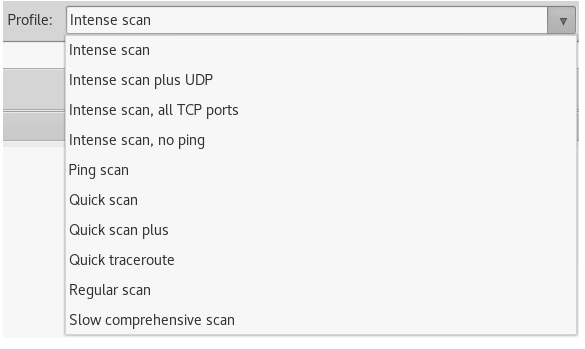 Profile: Intense scan
Intense scan
Intense scan plus UDP
Intense scan, all TCP ports
Intense scan, no ping
Ping scan
Quick scan
Quick scan plus
Quick traceroute
Regular scan
Slow comprehensive scan